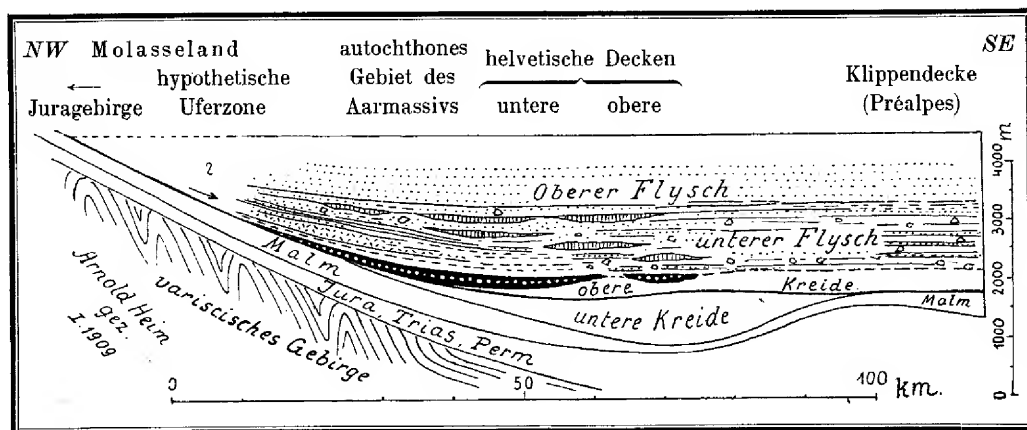 NW Molasseland
←
Juragebirge
hypothetische
Uferzone
autochthones
Gebiet des
Aarmassivs
helvetische Decken
untere obere
SE
Klippendecke
(Préalpes)
Oberer Flysch
unterer Flysch
obere Kreide
untere Kreide
Malm
Malm
Jura, Trias, Perm
variscisches Gebirge
Arnold Heim
gez.
I. 1909
0 50 100 km.
4000 m
3000
2000
1000
0